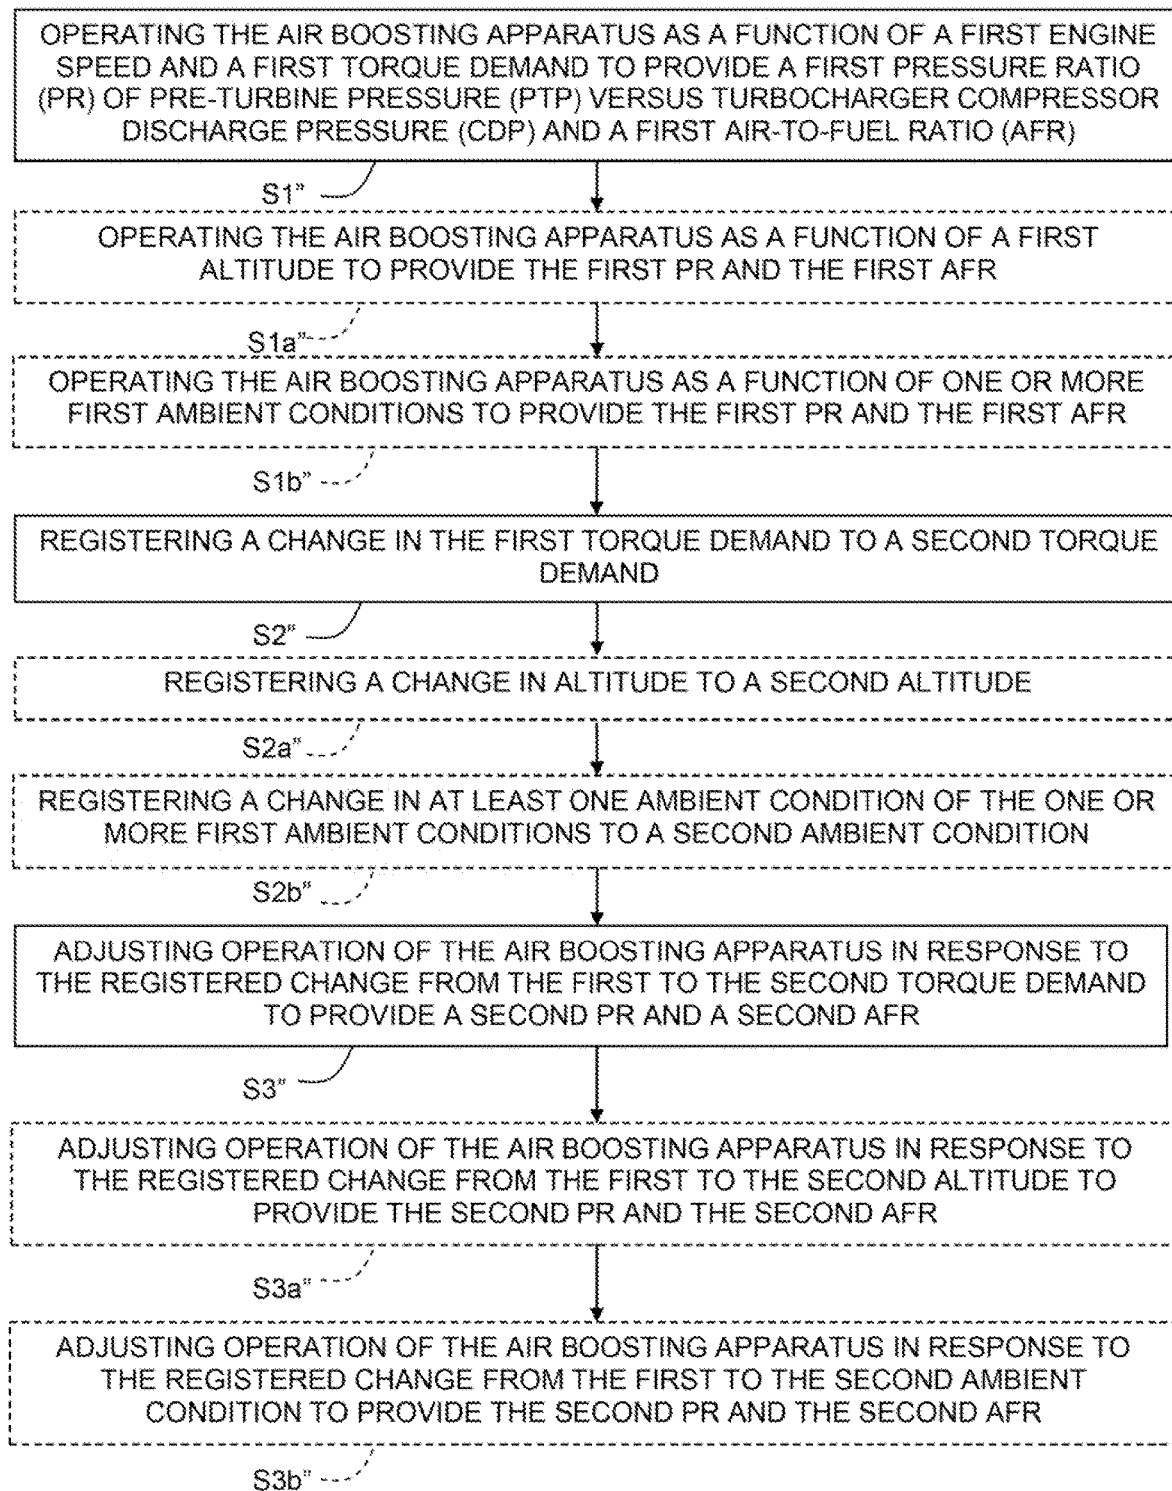 OPERATING THE AIR BOOSTING APPARATUS AS A FUNCTION OF A FIRST ENGINE
SPEED AND A FIRST TORQUE DEMAND TO PROVIDE A FIRST PRESSURE RATIO
(PR) OF PRE-TURBINE PRESSURE (PTP) VERSUS TURBOCHARGER COMPRESSOR
DISCHARGE PRESSURE (CDP) AND A FIRST AIR-TO-FUEL RATIO (AFR)
S1”
OPERATING THE AIR BOOSTING APPARATUS AS A FUNCTION OF A FIRST
ALTITUDE TO PROVIDE THE FIRST PR AND THE FIRST AFR
S1a”
OPERATING THE AIR BOOSTING APPARATUS AS A FUNCTION OF ONE OR MORE
FIRST AMBIENT CONDITIONS TO PROVIDE THE FIRST PR AND THE FIRST AFR
S1b”
REGISTERING A CHANGE IN THE FIRST TORQUE DEMAND TO A SECOND TORQUE
DEMAND
S2”
REGISTERING A CHANGE IN ALTITUDE TO A SECOND ALTITUDE
S2a”
REGISTERING A CHANGE IN AT LEAST ONE AMBIENT CONDITION OF THE ONE OR
MORE FIRST AMBIENT CONDITIONS TO A SECOND AMBIENT CONDITION
S2b”
ADJUSTING OPERATION OF THE AIR BOOSTING APPARATUS IN RESPONSE TO
THE REGISTERED CHANGE FROM THE FIRST TO THE SECOND TORQUE DEMAND
TO PROVIDE A SECOND PR AND A SECOND AFR
S3”
ADJUSTING OPERATION OF THE AIR BOOSTING APPARATUS IN RESPONSE TO
THE REGISTERED CHANGE FROM THE FIRST TO THE SECOND ALTITUDE TO
PROVIDE THE SECOND PR AND THE SECOND AFR
S3a”
ADJUSTING OPERATION OF THE AIR BOOSTING APPARATUS IN RESPONSE TO
THE REGISTERED CHANGE FROM THE FIRST TO THE SECOND AMBIENT
CONDITION TO PROVIDE THE SECOND PR AND THE SECOND AFR
S3b”